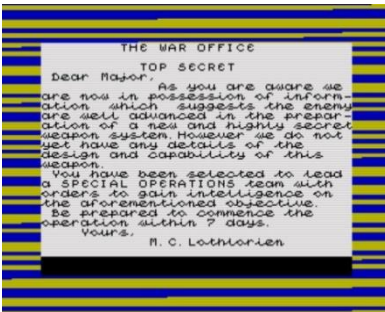 THE WAR OFFICE
TOP SECRET
Dear Major,
As you are aware we
are now in possession of inform-
ation which suggests the enemy
are well advanced in the prepar-
ation of a new and highly secret
weapon system. However we do not
yet have any details of the
design and capability of this
weapon.
You have been selected to lead
a SPECIAL OPERATIONS team with
orders to gain intelligence on
the aforementioned objective.
Be prepared to commence the
operation within 7 days.
Yours,
M.C. Lothlorien